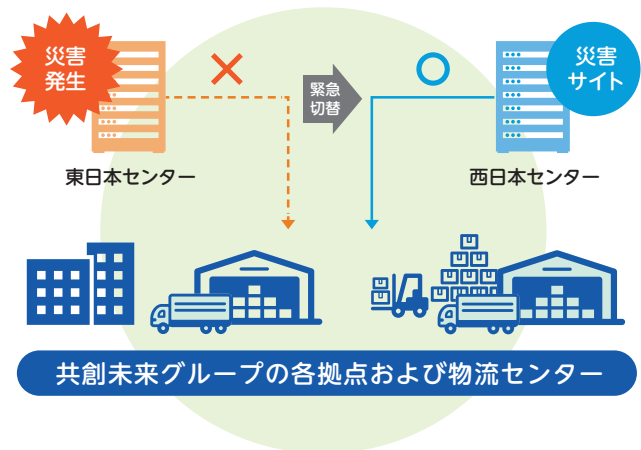 災害
発生
緊急
切替
災害
サイト
東日本センター
西日本センター
共創未来グループの各拠点および物流センター